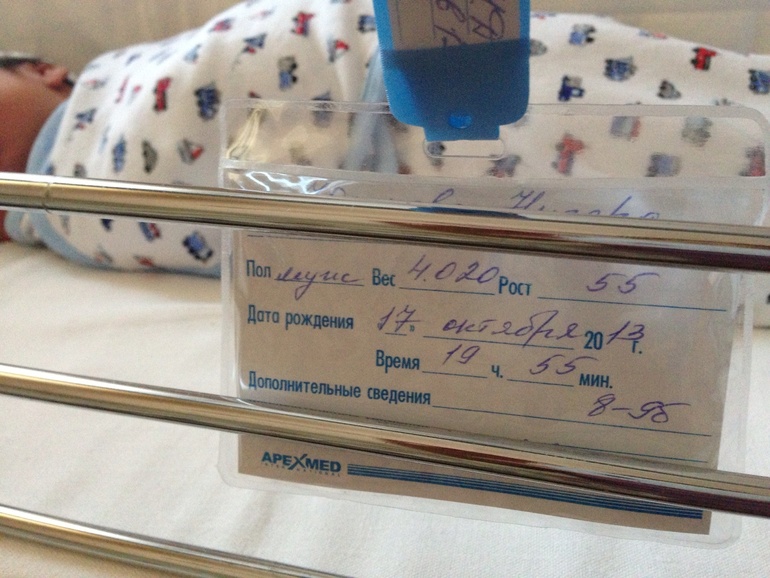 Пол муж Вес 4.020 Рост 55
Дата рождения 17 » октября 2013 г.
Время 19 ч. 55 мин.
Дополнительные сведения
8-9б
APEXMED